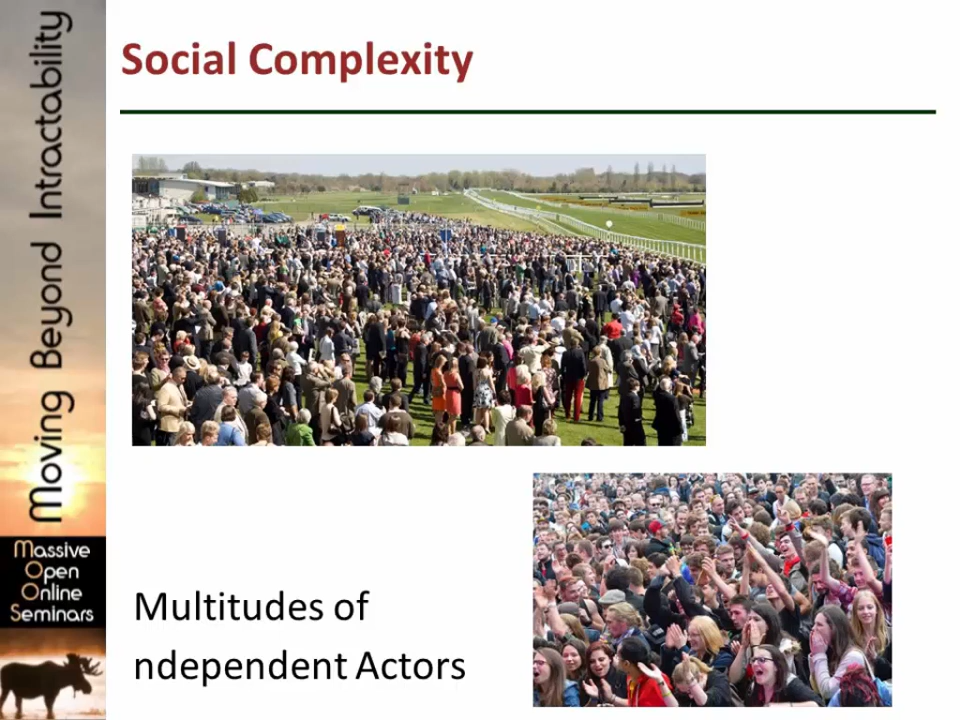 Moving Beyond Intractability
Massive
Open
Online
Seminars
Social Complexity
Multitudes of
ndependent Actors